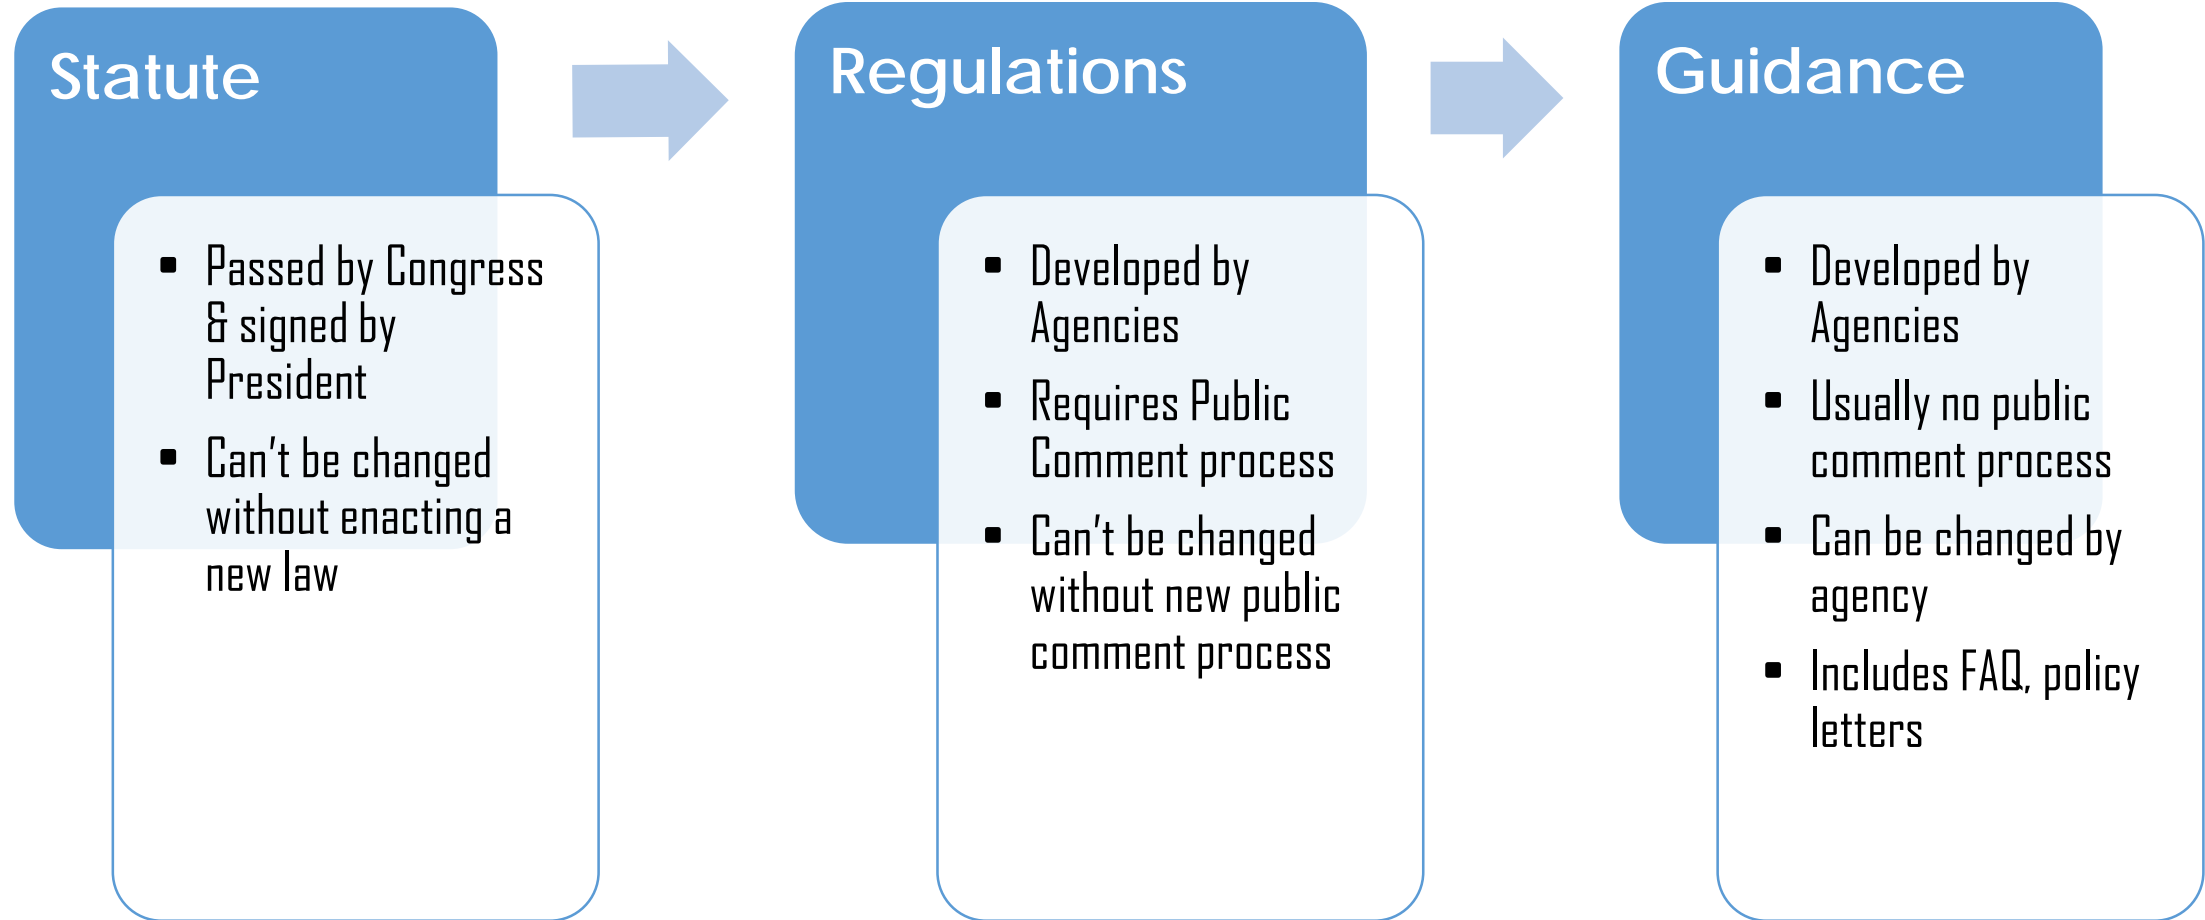 Statute
▪ Passed by Congress
& signed by
President
▪ Can't be changed
without enacting a
new law
Regulations
▪ Developed by
Agencies
▪ Requires Public
Comment process
▪ Can't be changed
without new public
comment process
Guidance
▪ Developed by
Agencies
▪ Usually no public
comment process
▪ Can be changed by
agency
▪ Includes FAQ, policy
letters